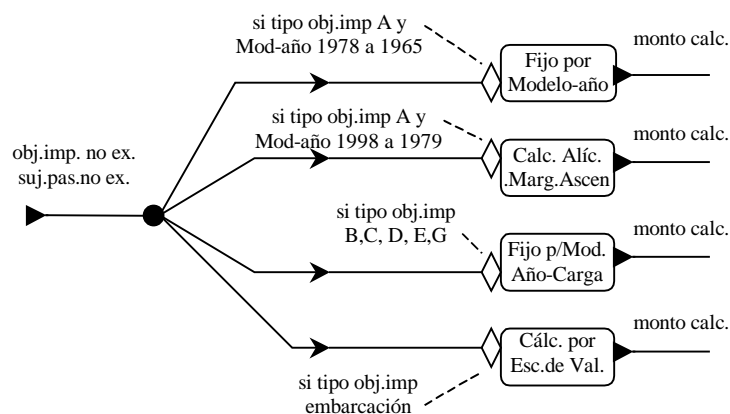 si tipo obj.imp A y
Mod-año 1978 a 1965
monto calc.
Fijo por
Modelo-año
si tipo obj.imp A y
Mod-año 1998 a 1979
monto calc.
Calc. Alíc.
.Marg.Ascen
obj.imp. no ex.
suj.pas.no ex.
si tipo obj.imp
B,C, D, E,G
monto calc.
Fijo p/Mod.
Año-Carga
monto calc.
Cálc. por
Esc.de Val.
si tipo obj.imp
embarcación